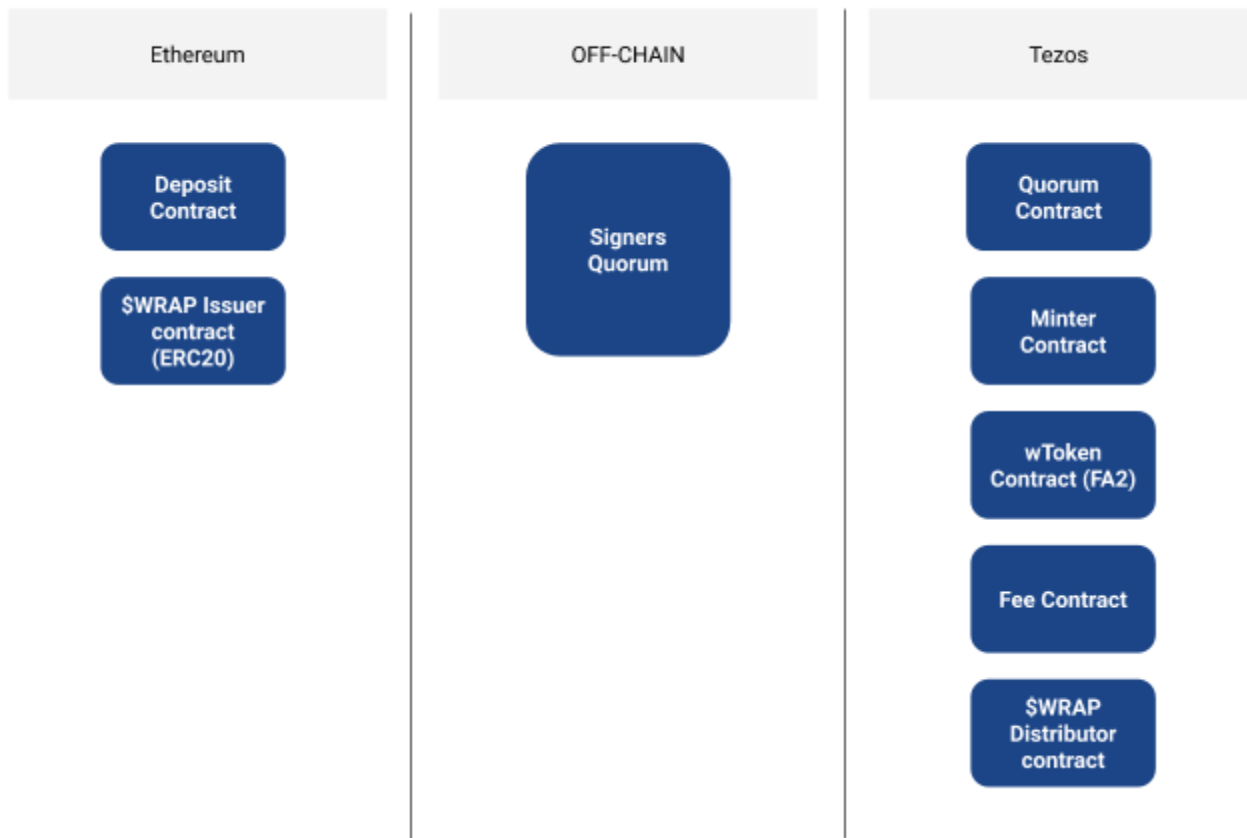 Ethereum
OFF-CHAIN
Tezos
Deposit
Contract
$WRAP Issuer
contract
(ERC20)
Signers
Quorum
Quorum
Contract
Minter
Contract
wToken
Contract (FA2)
Fee Contract
$WRAP
Distributor
contract